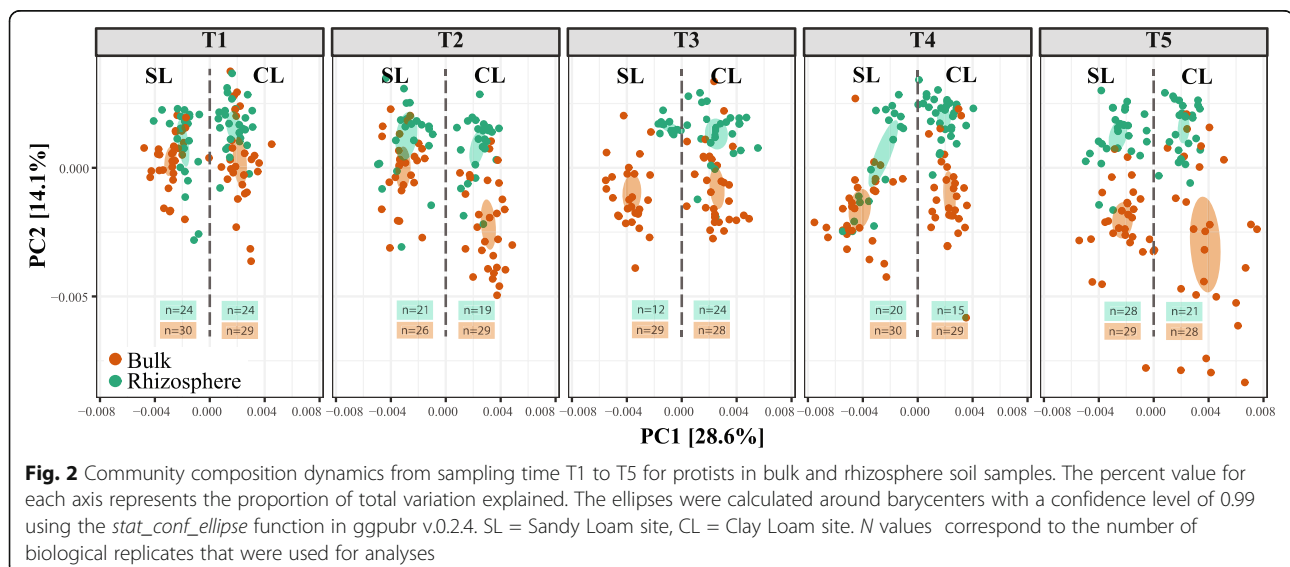 T1 T2 T3 T4 T5
SL CL SL CL SL CL SL CL SL CL
PC2 [14.1%]
0.000
−0.005
n=24 n=24 n=21 n=19 n=12 n=24 n=20 n=15 n=28 n=21
n=30 n=29 n=26 n=29 n=29 n=28 n=30 n=29 n=29 n=28
Bulk
Rhizosphere
−0.008 −0.004 0.000 0.004 0.008 −0.008 −0.004 0.000 0.004 0.008 −0.008 −0.004 0.000 0.004 0.008 −0.008 −0.004 0.000 0.004 0.008 −0.008 −0.004 0.000 0.004 0.008
PC1 [28.6%]
Fig. 2 Community composition dynamics from sampling time T1 to T5 for protists in bulk and rhizosphere soil samples. The percent value for
each axis represents the proportion of total variation explained. The ellipses were calculated around barycenters with a confidence level of 0.99
using the stat_conf_ellipse function in ggpubr v.0.2.4. SL = Sandy Loam site, CL = Clay Loam site. N values correspond to the number of
biological replicates that were used for analyses